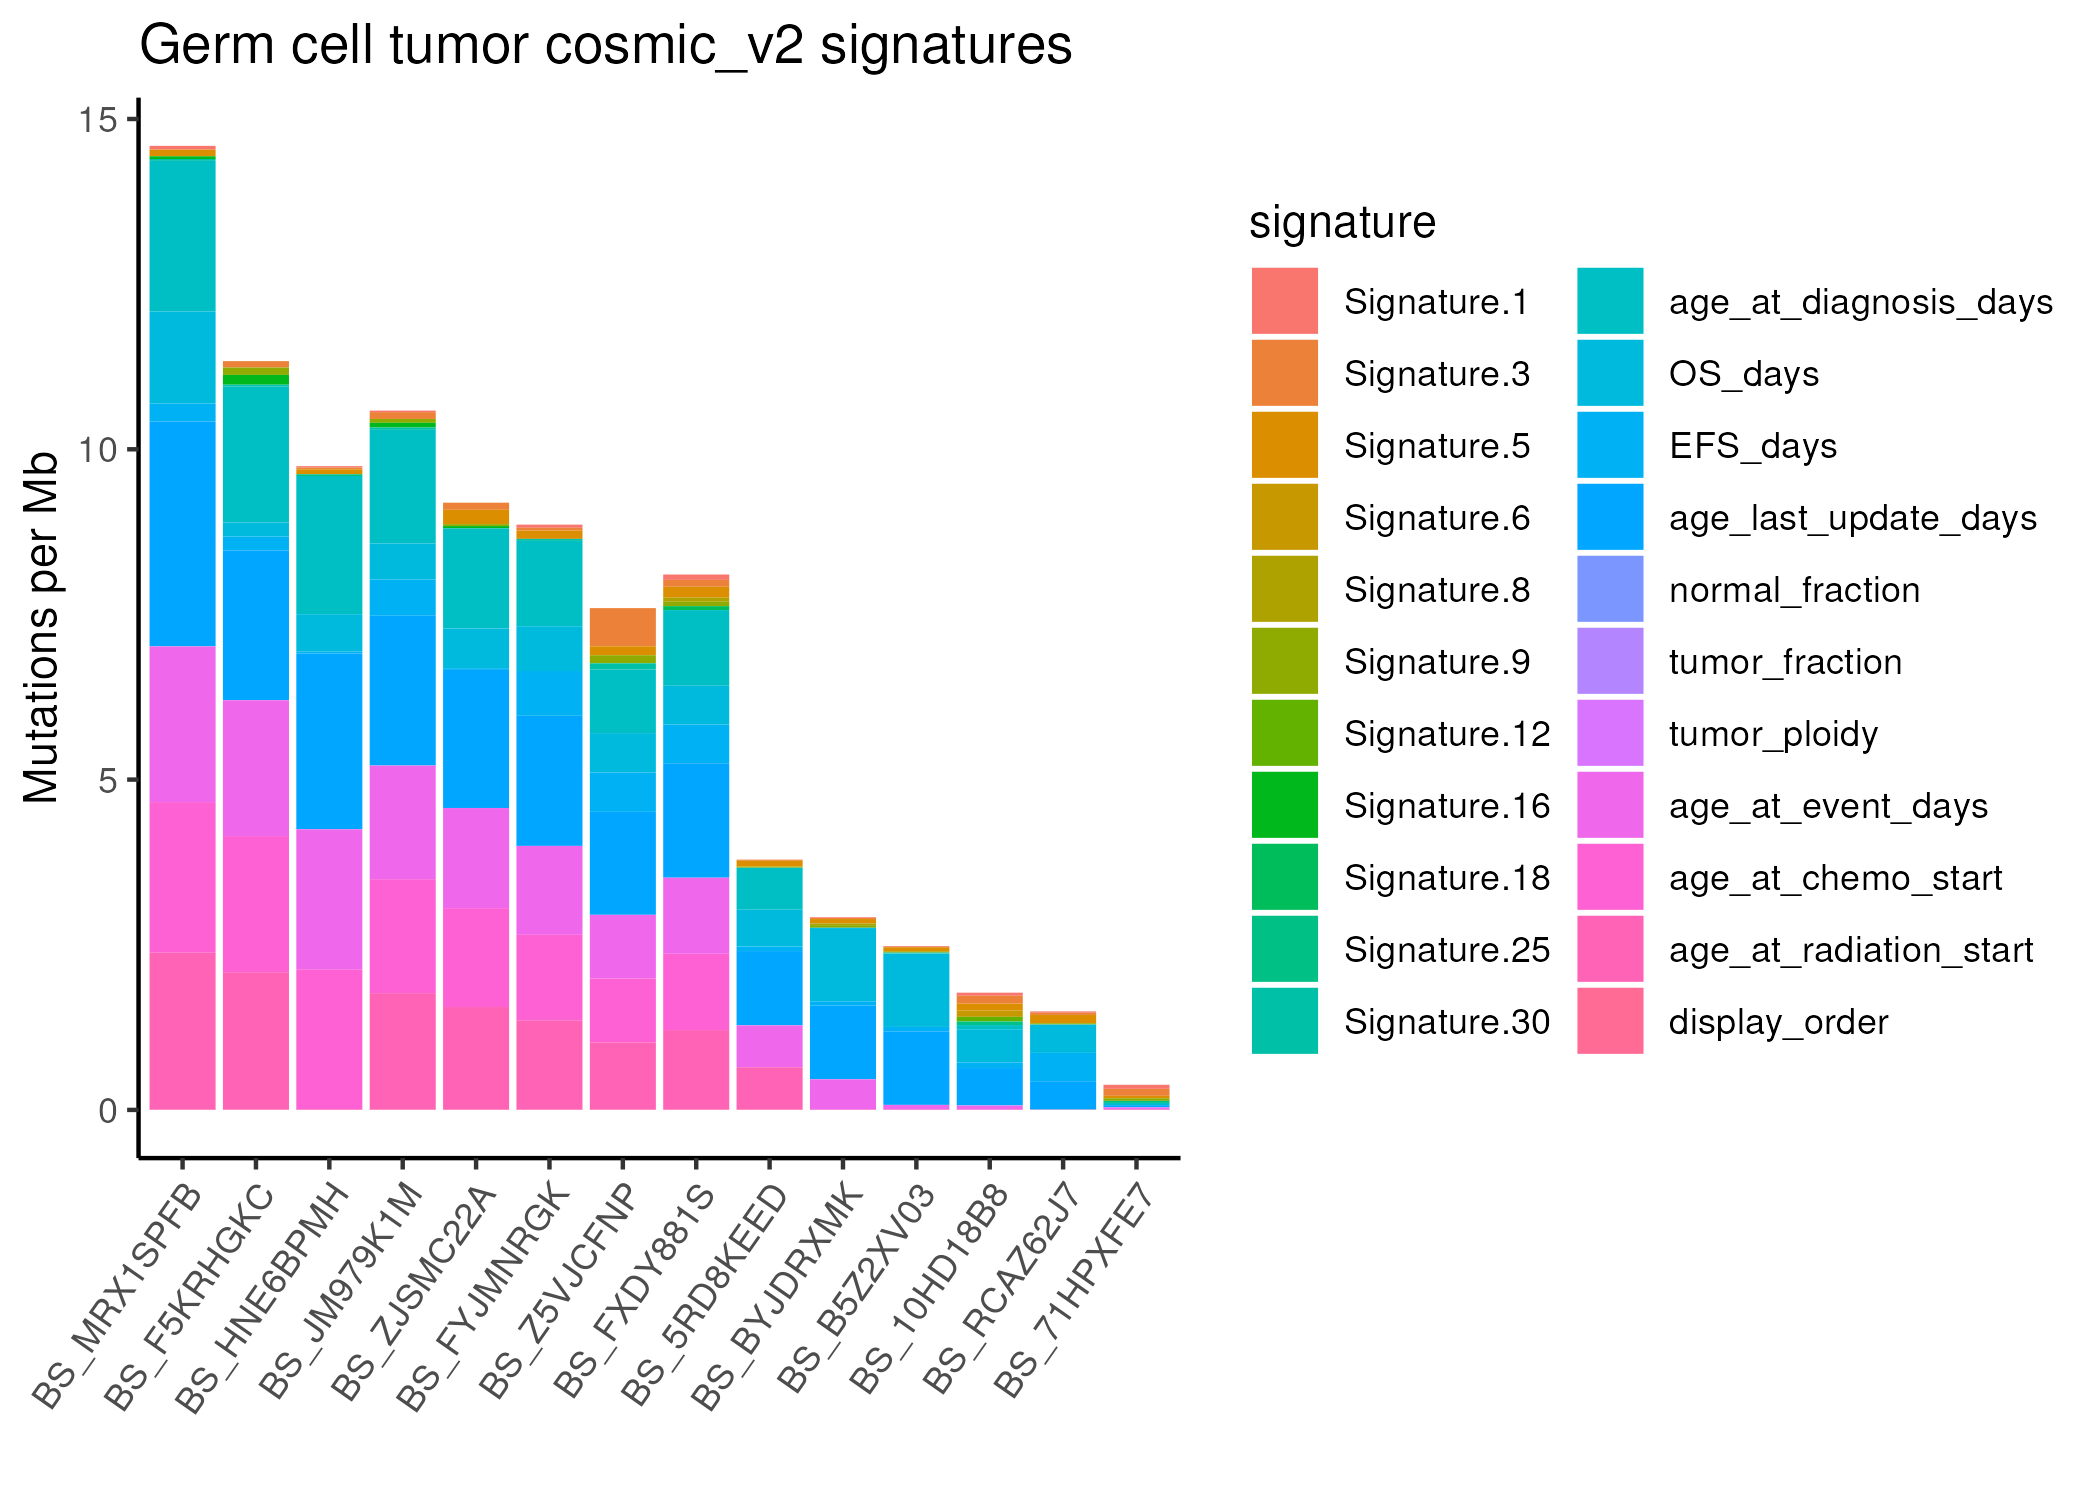 Germ cell tumor cosmic_v2 signatures
Mutations per Mb
15
10
5
0
BS_MRX1SPFB
BS_F5KRHGKC
BS_HNE6BPMH
BS_JM979K1M
BS_ZJSMC22A
BS_FYJMNRGK
BS_Z5VJCFNP
BS_FXDY881S
BS_5RD8KEED
BS_BYJDRXMK
BS_B5Z2XV03
BS_10HD18B8
BS_RCAZ62J7
BS_71HPXFE7
signature
Signature.1
Signature.3
Signature.5
Signature.6
Signature.8
Signature.9
Signature.12
Signature.16
Signature.18
Signature.25
Signature.30
age_at_diagnosis_days
OS_days
EFS_days
age_last_update_days
normal_fraction
tumor_fraction
tumor_ploidy
age_at_event_days
age_at_chemo_start
age_at_radiation_start
display_order